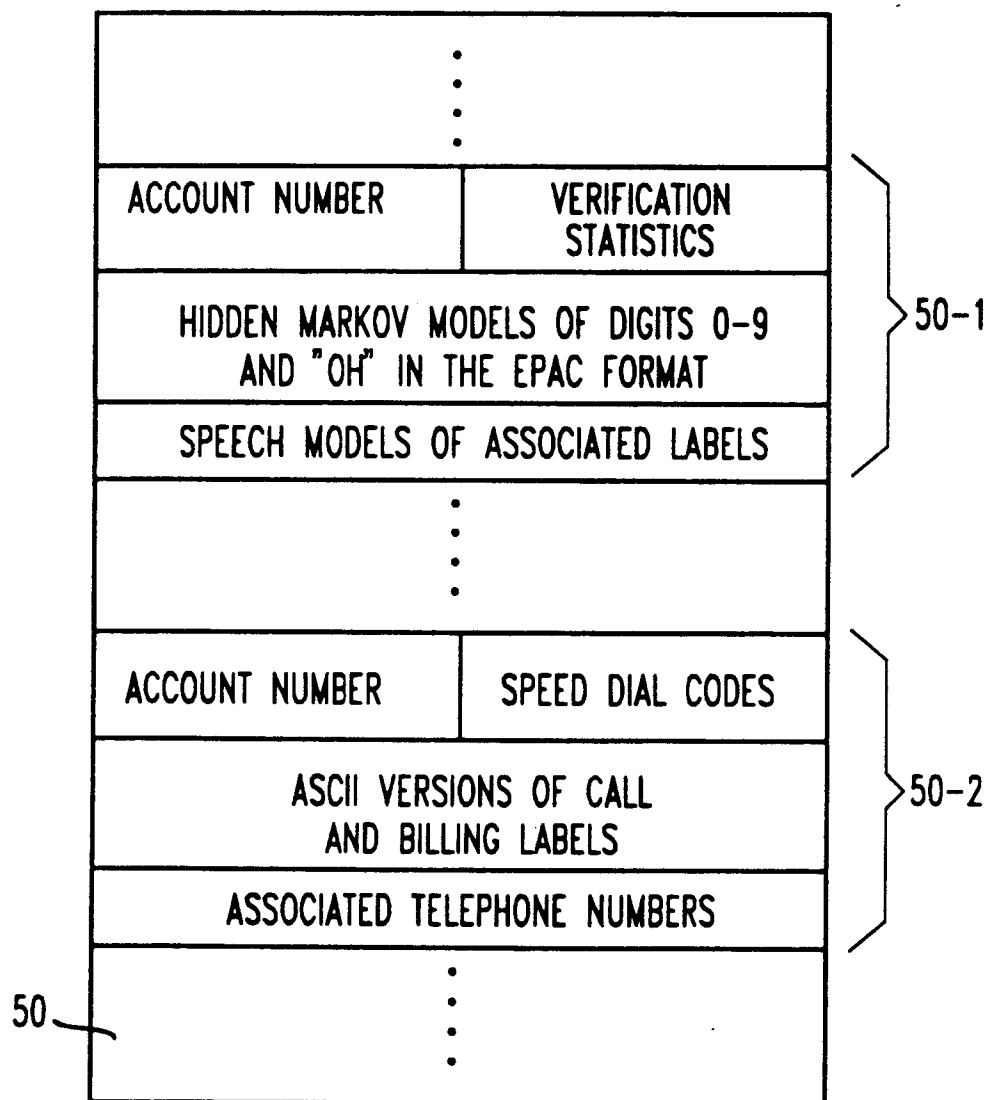 ACCOUNT NUMBER
VERIFICATION
STATISTICS
HIDDEN MARKOV MODELS OF DIGITS 0-9
AND "OH" IN THE EPAC FORMAT
SPEECH MODELS OF ASSOCIATED LABELS
50-1
ACCOUNT NUMBER
SPEED DIAL CODES
ASCII VERSIONS OF CALL
AND BILLING LABELS
ASSOCIATED TELEPHONE NUMBERS
50-2
50